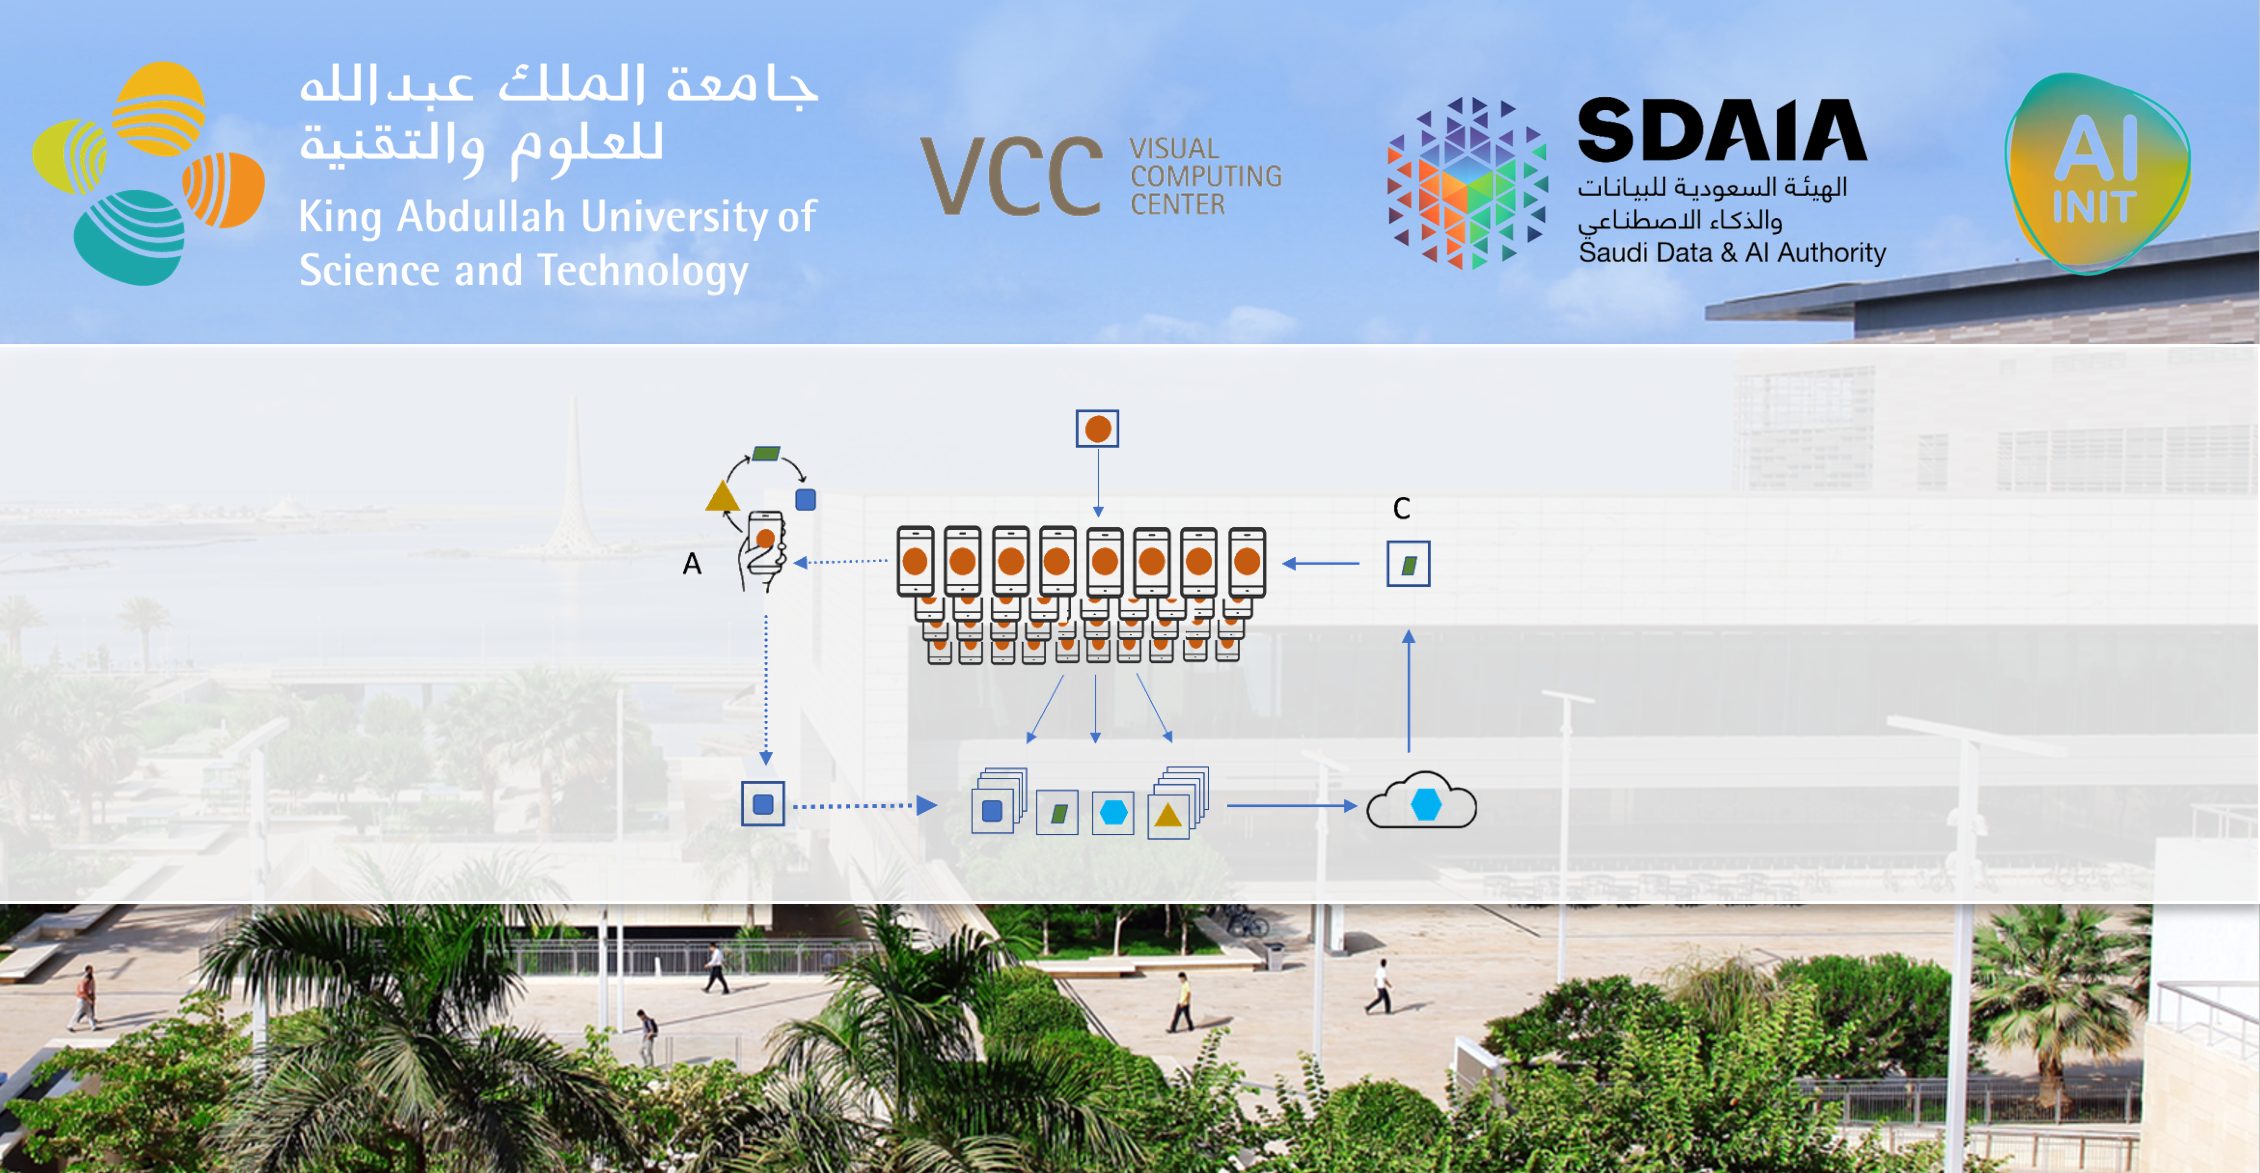 جامعة الملك عبدالله
للعلوم والتقنية
King Abdullah University of
Science and Technology
VCC
VISUAL
COMPUTING
CENTER
SDAIA
الهيئة السعودية للبيانات
والذكاء الاصطناعي
Saudi Data & AI Authority
AI
INIT
A
C